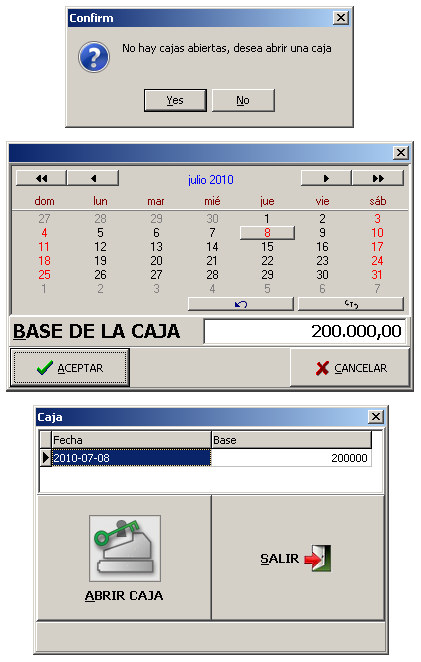 Confirm
No hay cajas abiertas, desea abrir una caja
Yes No
julio 2010
dom lun mar mié jue vie sáb
27 28 29 30 1 2 3
4 5 6 7 8 9 10
11 12 13 14 15 16 17
18 19 20 21 22 23 24
25 26 27 28 29 30 31
1 2 3 4 5 6 7
BASE DE LA CAJA 200.000,00
ACEPTAR CANCELAR
Caja
Fecha Base
2010-07-08 200000
ABRIR CAJA SALIR